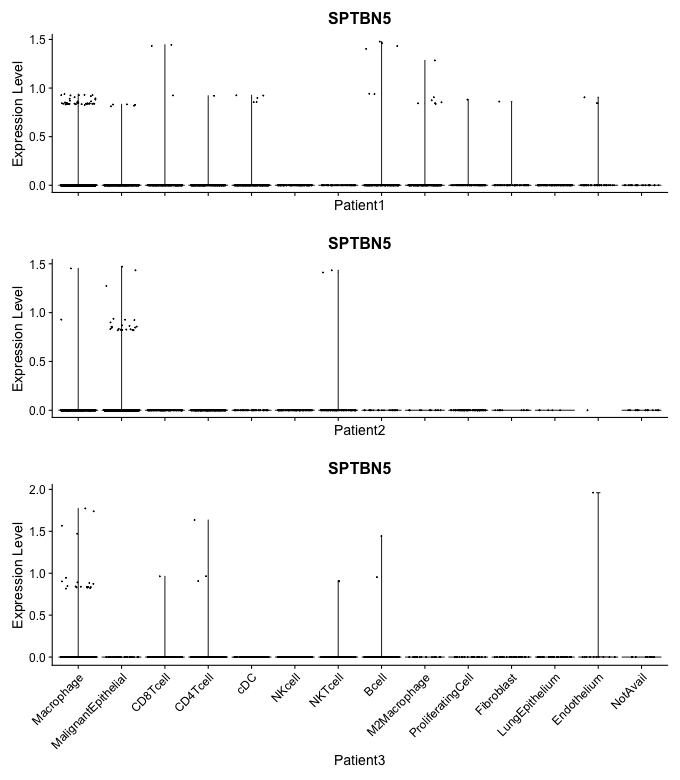 SPTBN5
Expression Level
1.5
1.0
0.5
0.0
Patient1
SPTBN5
Expression Level
1.5
1.0
0.5
0.0
Patient2
SPTBN5
Expression Level
2.0
1.5
1.0
0.5
0.0
Macrophage
MalignantEpithelial
CD8Tcell
CD4Tcell
cDC
NKcell
NKTcell
Bcell
M2Macrophage
ProliferatingCell
Fibroblast
LungEpithelium
Endothelium
NotAvail
Patient3